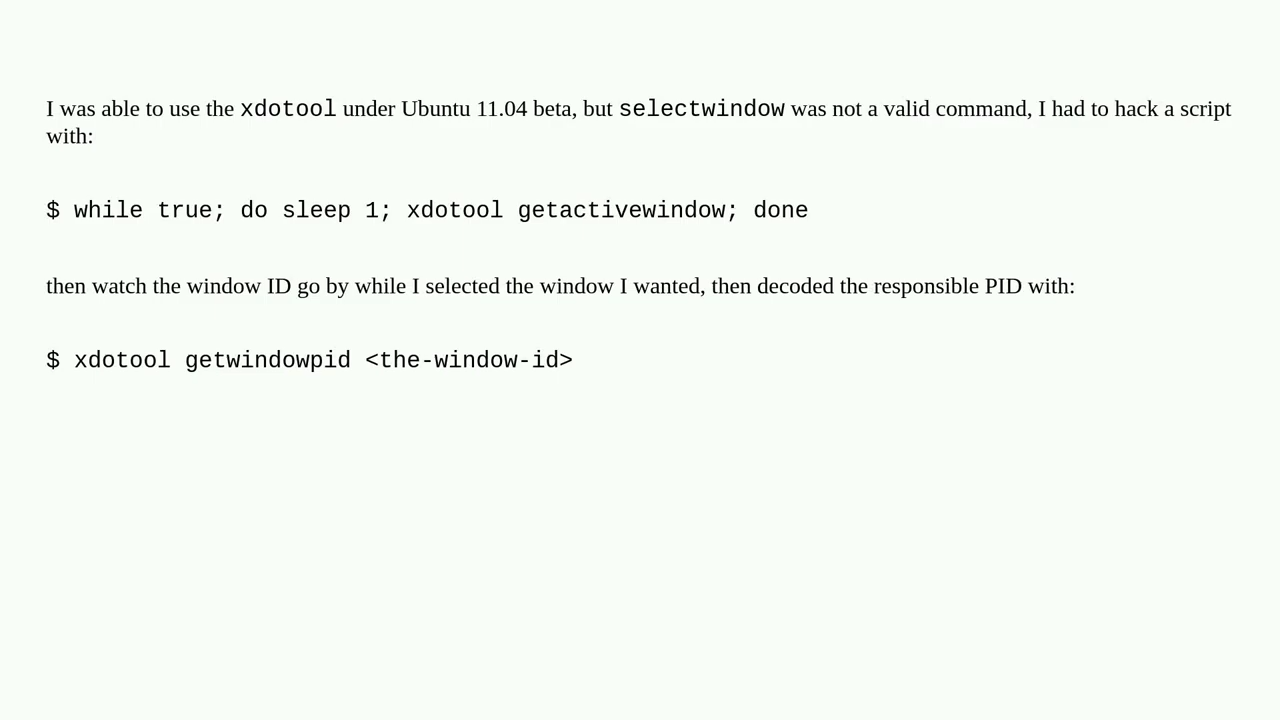 I was able to use the xdotool under Ubuntu 11.04 beta, but selectwindow was not a valid command, I had to hack a script
with:
$ while true; do sleep 1; xdotool getactivewindow; done
then watch the window ID go by while I selected the window I wanted, then decoded the responsible PID with:
$ xdotool getwindowpid <the-window-id>